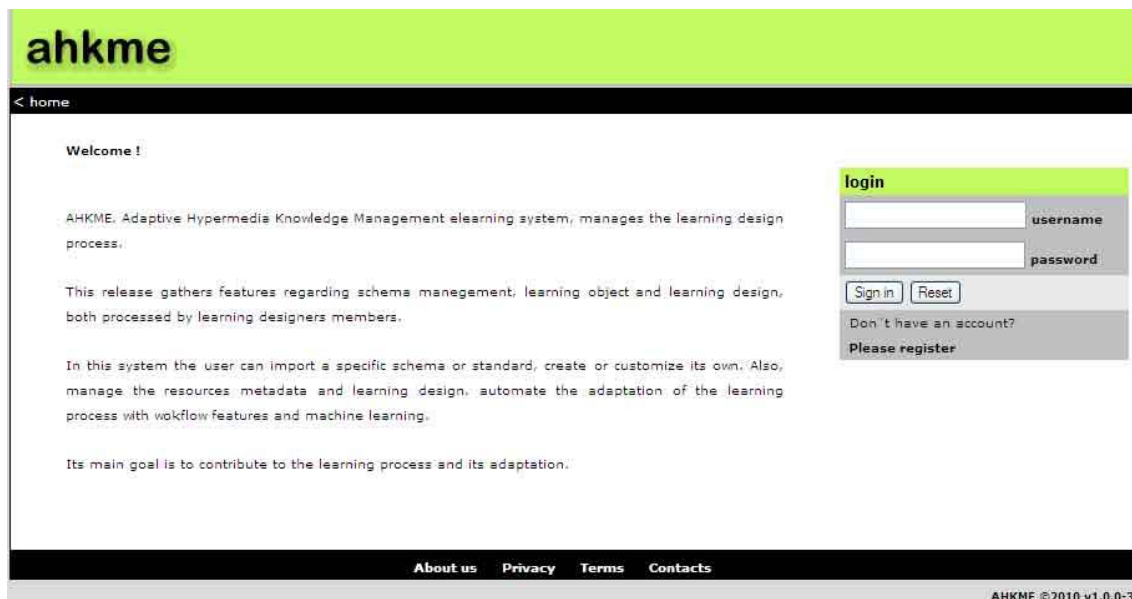 ahkme
< home
Welcome !
AHKME. Adaptive Hypermedia Knowledge Management elearning system, manages the learning design
process.
This release gathers features regarding schema manegement, learning object and learning design,
both processed by learning designers members.
In this system the user can import a specific schema or standard, create or customize its own. Also,
manage the resources metadata and learning design, automate the adaptation of the learning
process with wokflow features and machine learning.
Its main goal is to contribute to the learning process and its adaptation.
login
username
password
Sign in Reset
Don´t have an account?
Please register
About us Privacy Terms Contacts
AHKME ©2010 v1.0.0-3